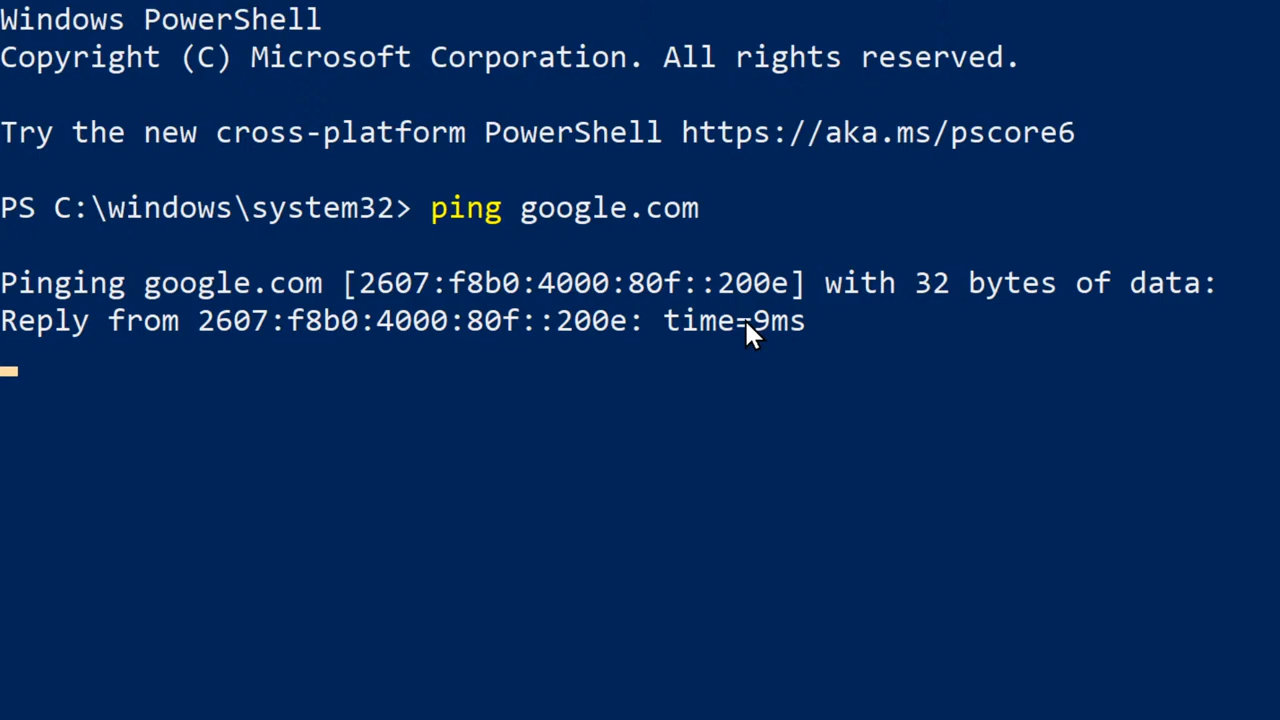 Windows PowerShell
Copyright (C) Microsoft Corporation. All rights reserved.
Try the new cross-platform PowerShell https://aka.ms/pscore6
PS C:\windows\system32> ping google.com
Pinging google.com [2607:f8b0:4000:80f::200e] with 32 bytes of data:
Reply from 2607:f8b0:4000:80f::200e: time=9ms